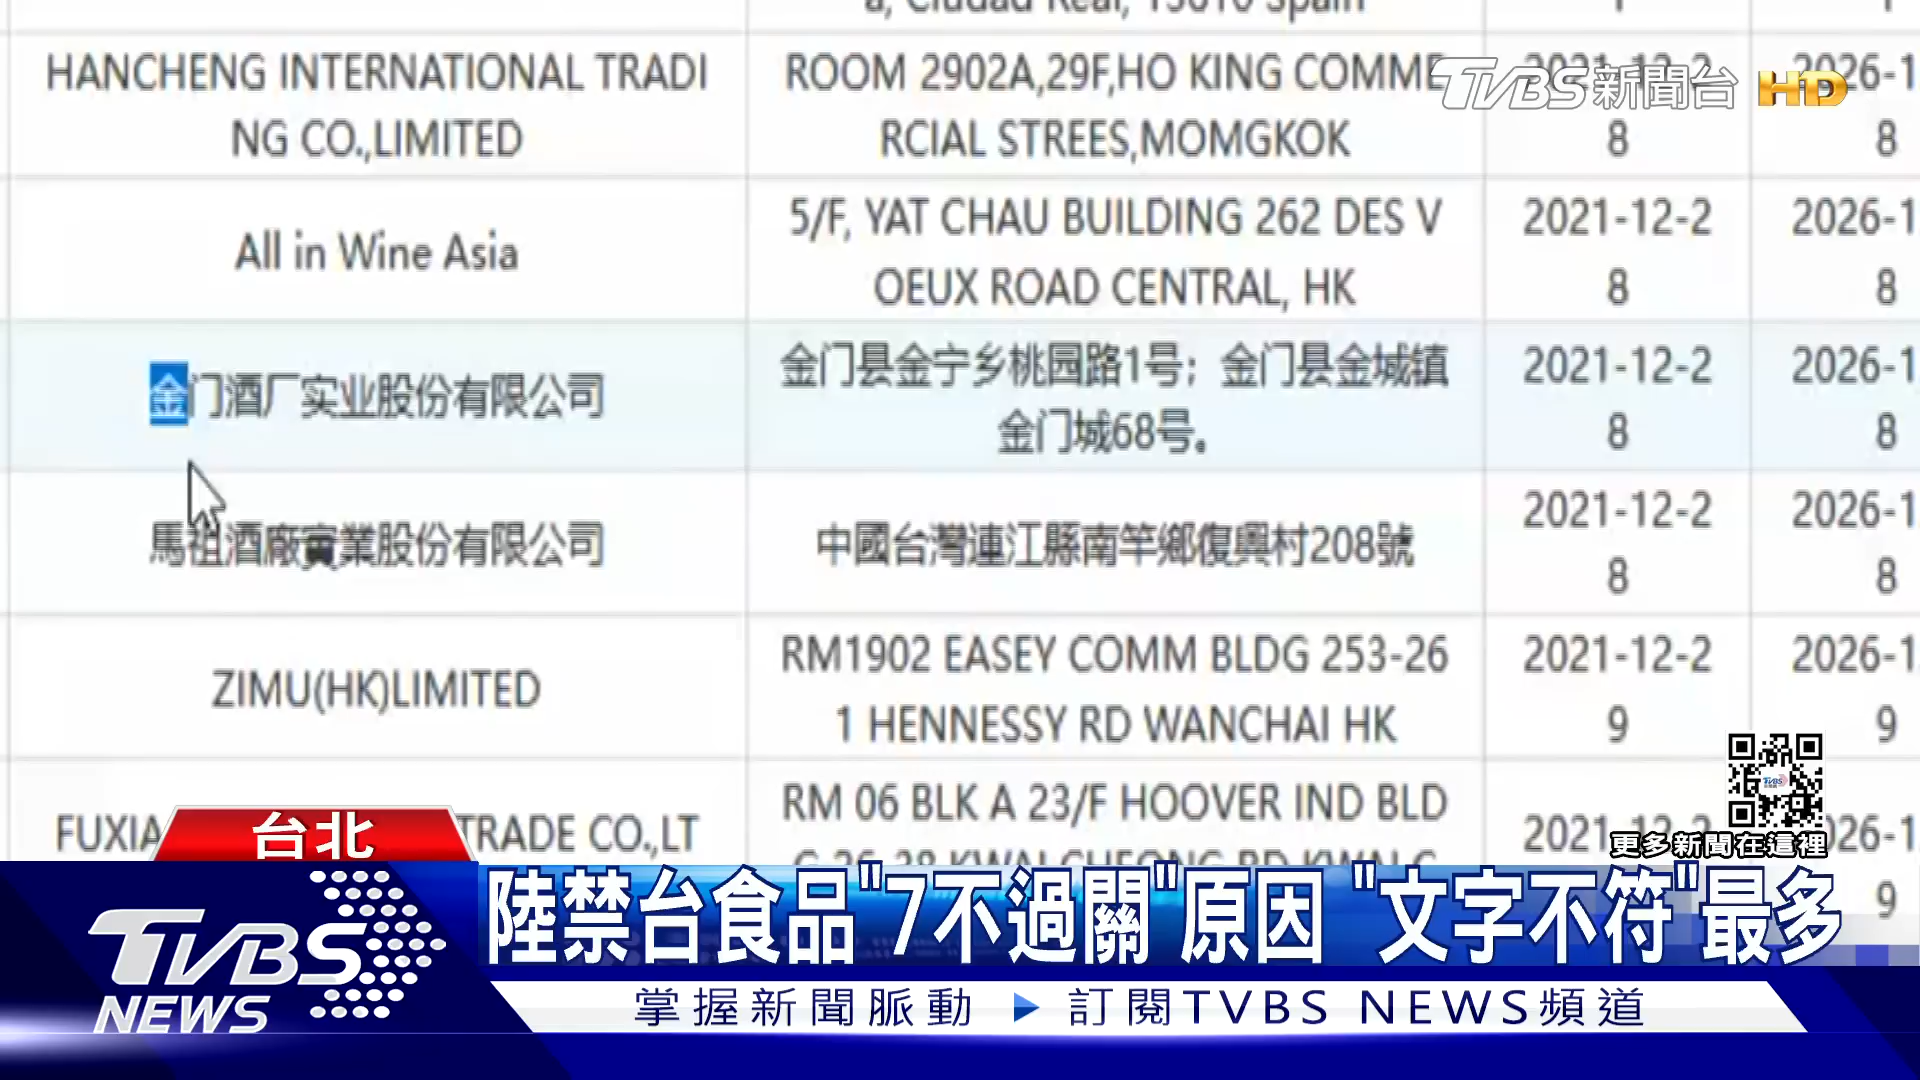 HANCHENG INTERNATIONAL TRADI
NG CO.,LIMITED
ROOM 2902A,29F,HO KING COMME
RCIAL STREES,MOMGKOK
8
8
TVBS新聞台 HD
All in Wine Asia
5/F, YAT CHAU BUILDING 262 DES V
OEUX ROAD CENTRAL, HK
2021-12-2
8
2026-1
8
金门酒厂实业股份有限公司
金门县金宁乡桃园路1号；金门县金城镇
金门城68号。
2021-12-2
8
2026-1
8
馬祖酒廠實業股份有限公司
中國台灣連江縣南竿鄉復興村208號
2021-12-2
8
2026-1
8
ZIMU(HK)LIMITED
RM1902 EASEY COMM BLDG 253-26
1 HENNESSY RD WANCHAI HK
2021-12-2
9
2026-1
9
TRADE CO.,LT
RM 06 BLK A 23/F HOOVER IND BLD
9
更多新聞在這裡
台北
陸禁台食品"7不過關"原因 "文字不符"最多
TVBS
NEWS
掌握新聞脈動 ▶ 訂閱TVBS NEWS頻道